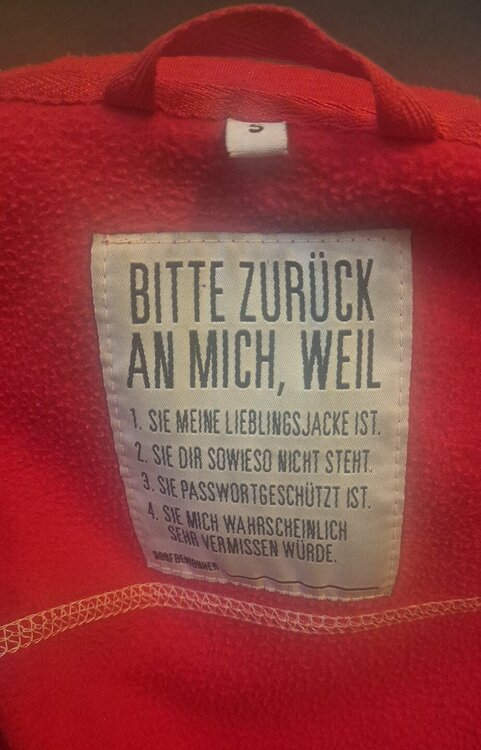 S
BITTE ZURÜCK
AN MICH, WEIL
1. SIE MEINE LIEBLINGSJACKE IST.
2. SIE DIR SOWIESO NICHT STEHT.
3. SIE PASSWORTGESCHÜTZT IST.
4. SIE MICH WAHRSCHEINLICH
SEHR VERMISSEN WÜRDE.
DORFBEWOHNER